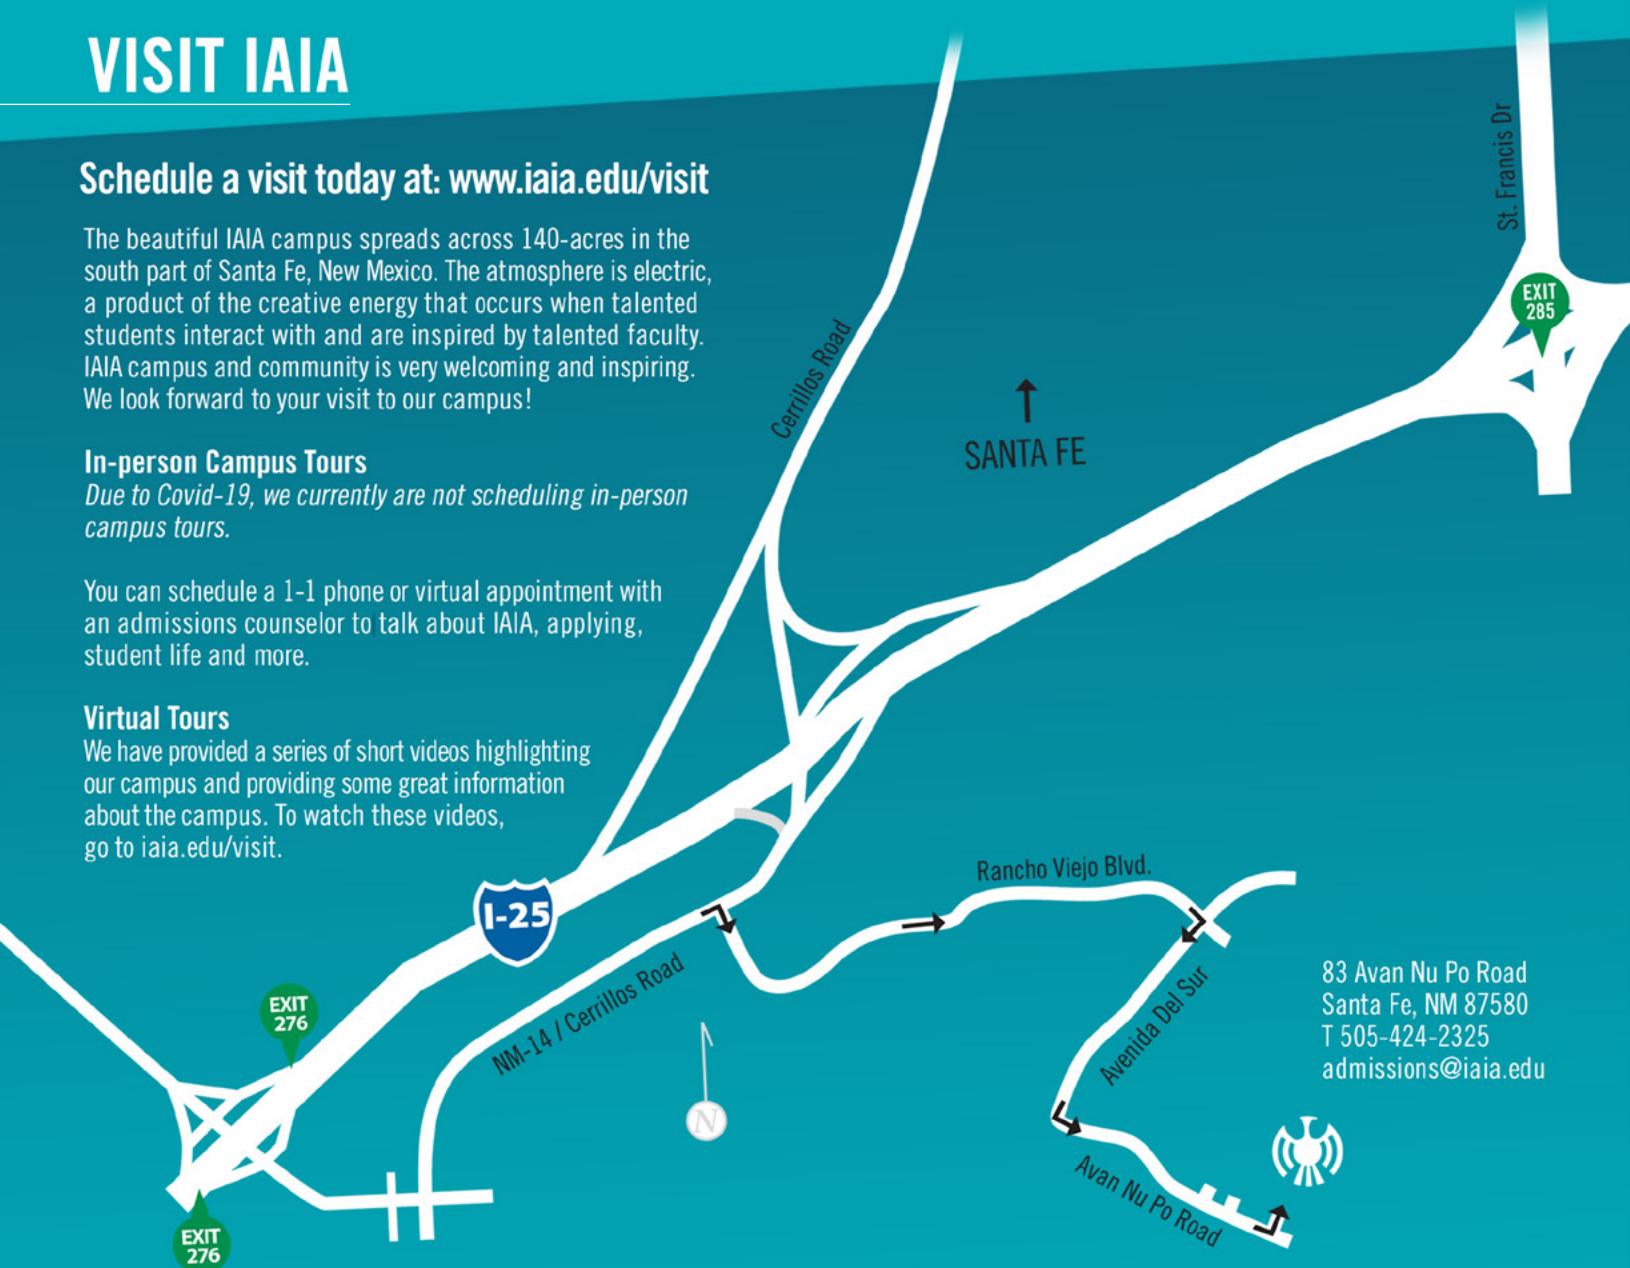 VISIT IAIA
Schedule a visit today at: www.iaia.edu/visit
The beautiful IAIA campus spreads across 140-acres in the
south part of Santa Fe, New Mexico. The atmosphere is electric,
a product of the creative energy that occurs when talented
students interact with and are inspired by talented faculty.
IAIA campus and community is very welcoming and inspiring.
We look forward to your visit to our campus!
In-person Campus Tours
Due to Covid-19, we currently are not scheduling in-person
campus tours.
You can schedule a 1-1 phone or virtual appointment with
an admissions counselor to talk about IAIA, applying,
student life and more.
Virtual Tours
We have provided a series of short videos highlighting
our campus and providing some great information
about the campus. To watch these videos,
go to iaia.edu/visit.
St. Francis Dr
EXIT
285
Cerrillos Road
SANTA FE
I-25
Rancho Viejo Blvd.
NM-14 / Cerrillos Road
Avenida Del Sur
EXIT
276
N
Avan Nu Po Road
EXIT
276
83 Avan Nu Po Road
Santa Fe, NM 87580
T 505-424-2325
admissions@iaia.edu